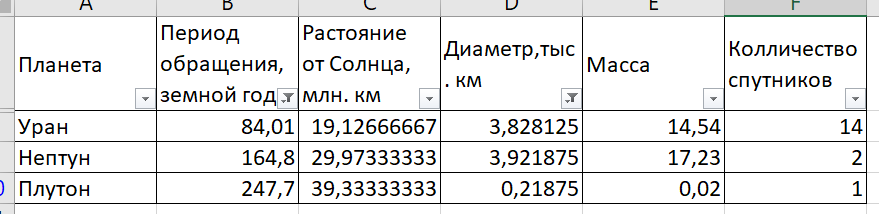 A B C D E F
Планета
Период
обращения,
земной год
Растояние
от Солнца,
млн. км
Диаметр,тыс
. км
Масса
Колличество
спутников
Уран 84,01 19,12666667 3,828125 14,54 14
Нептун 164,8 29,97333333 3,921875 17,23 2
Плутон 247,7 39,33333333 0,21875 0,02 1